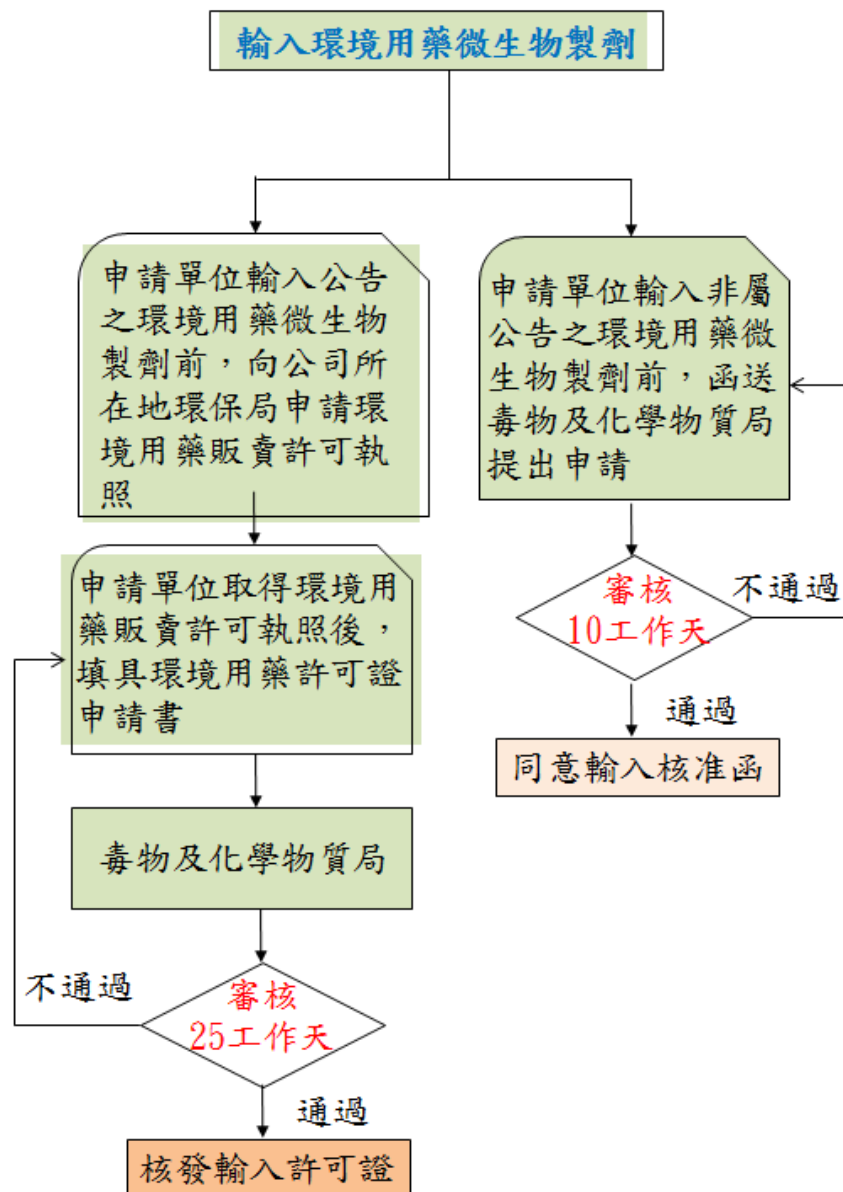 輸入環境用藥微生物製劑
申請單位輸入公告
之環境用藥微生物
製劑前，向公司所
在地環保局申請環
境用藥販賣許可執
照
申請單位取得環境用
藥販賣許可執照後，
填具環境用藥許可證
申請書
毒物及化學物質局
不通過
審核
25工作天
通過
核發輸入許可證
申請單位輸入非屬
公告之環境用藥微
生物製劑前，函送
毒物及化學物質局
提出申請
審核
10工作天
不通過
通過
同意輸入核准函